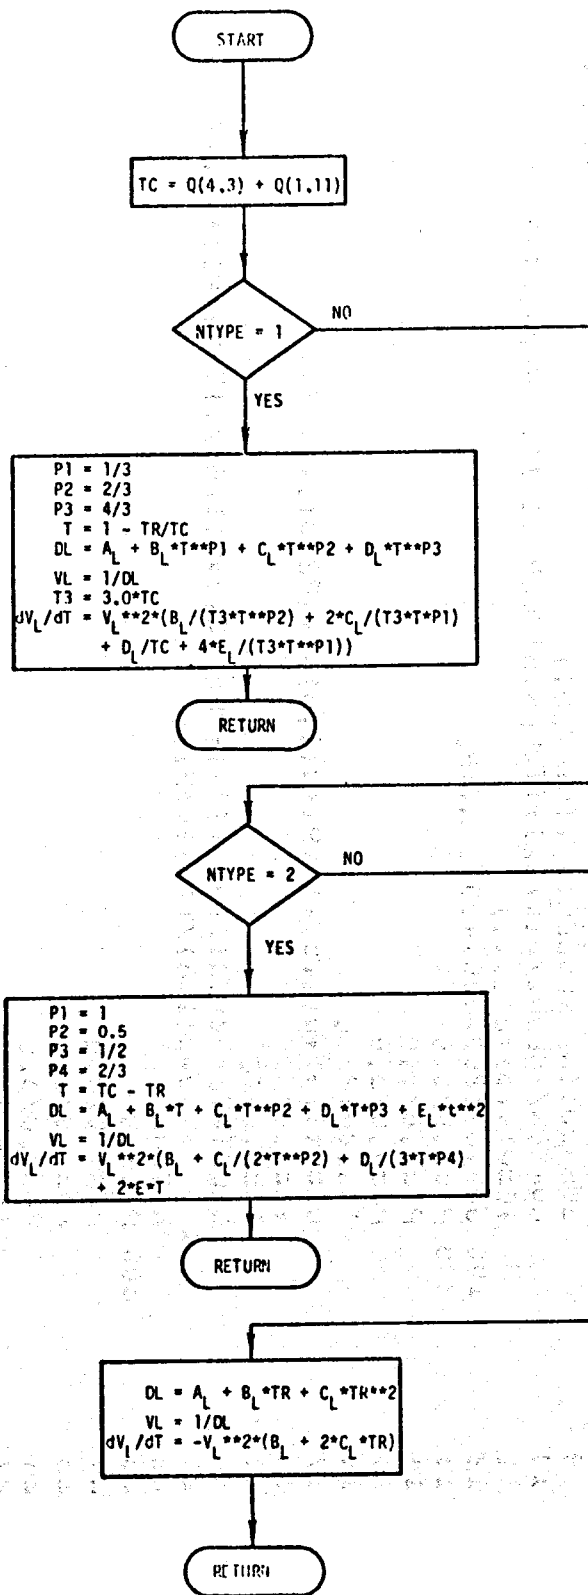 START
TC = Q(4,3) + Q(1,11)
NTYPE = 1
NO
YES
P1 = 1/3
P2 = 2/3
P3 = 4/3
T = 1 - TR/TC
DL = A_L + B_L*T**P1 + C_L*T**P2 + D_L*T**P3
VL = 1/DL
T3 = 3.0*TC
dV_L/dT = V_L**2*(B_L/(T3*T**P2) + 2*C_L/(T3*T*P1)
+ D_L/TC + 4*E_L/(T3*T**P1))
RETURN
NTYPE = 2
NO
YES
P1 = 1
P2 = 0.5
P3 = 1/2
P4 = 2/3
T = TC - TR
DL = A_L + B_L*T + C_L*T**P2 + D_L*T*P3 + E_L*t**2
VL = 1/DL
dV_L/dT = V_L**2*(B_L + C_L/(2*T**P2) + D_L/(3*T*P4)
+ 2*E*T
RETURN
DL = A_L + B_L*TR + C_L*TR**2
VL = 1/DL
dV_L/dT = -V_L**2*(B_L + 2*C_L*TR)
RETURN